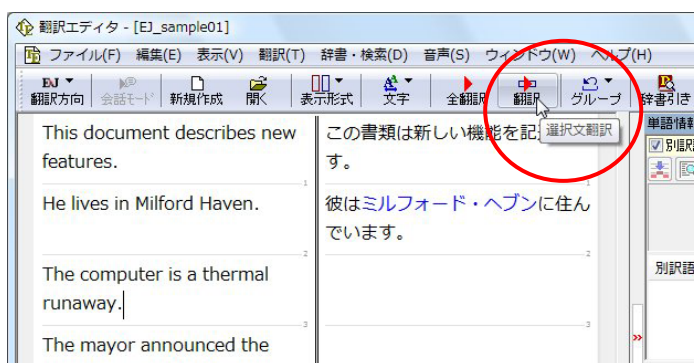 翻訳エディタ - [EJ_sample01]
ファイル(F) 編集(E) 表示(V) 翻訳(T) 辞書・検索(D) 音声(S) ウィンドウ(W) ヘルプ(H)
EJ
翻訳方向 会話モード 新規作成 開く 表示形式 文字 全翻訳 翻訳 グループ 辞書引き
選択文翻訳
単語情報
別訳
This document describes new
features.
この書類は新しい機能を記
す。
1
1
He lives in Milford Haven.
彼はミルフォード・ヘブンに住ん
でいます。
2
2
別訳語
The computer is a thermal
runaway.
3
3
The mayor announced the